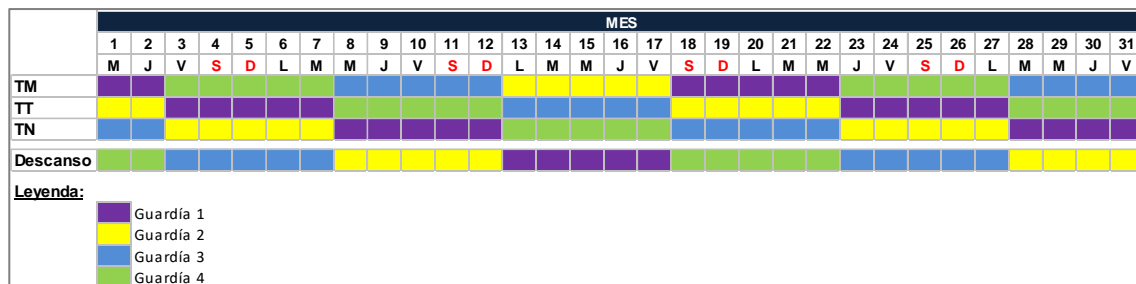 MES
1 2 3 4 5 6 7 8 9 10 11 12 13 14 15 16 17 18 19 20 21 22 23 24 25 26 27 28 29 30 31
M J V S D L M M J V S D L M M J V S D L M M J V S D L M M J V
TM
TT
TN
Descanso
Leyenda:
Guardía 1
Guardía 2
Guardía 3
Guardía 4